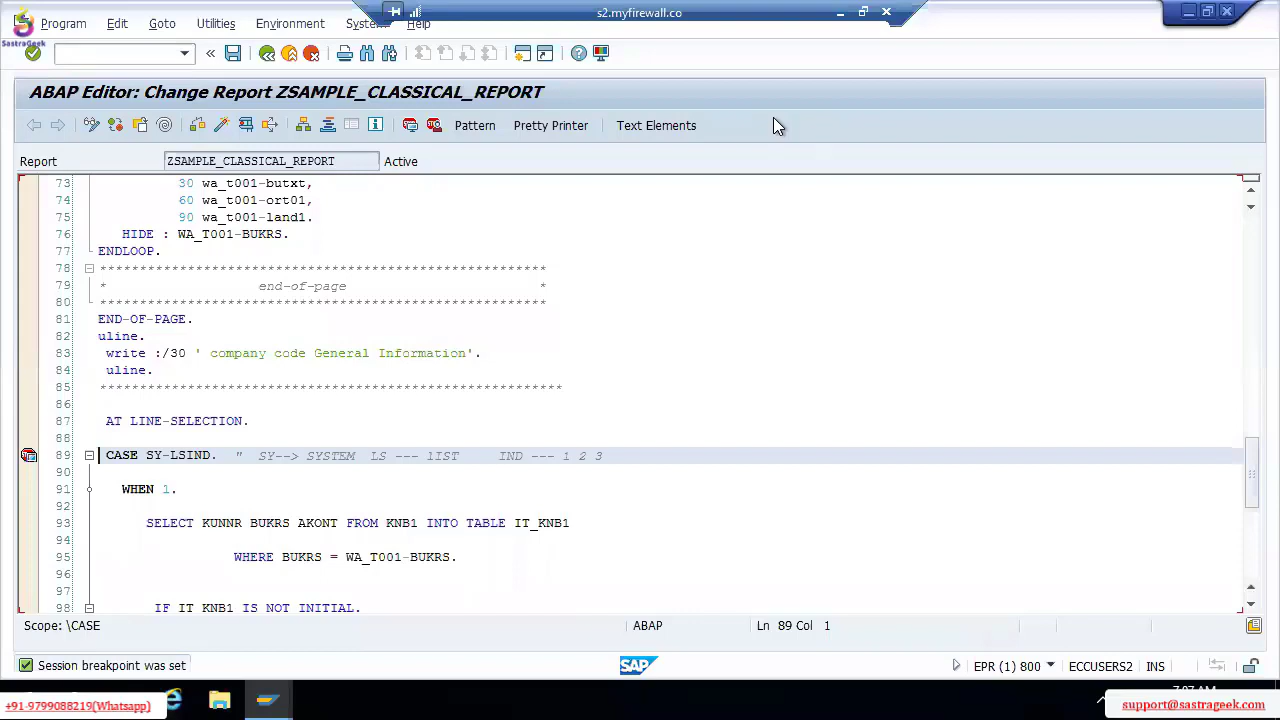 s2.myfirewall.co
Program Edit Goto Utilities Environment System Help
SastraGeek
ABAP Editor: Change Report ZSAMPLE_CLASSICAL_REPORT
Pattern Pretty Printer Text Elements
Report ZSAMPLE_CLASSICAL_REPORT Active
73 30 wa_t001-butxt,
74 60 wa_t001-ort01,
75 90 wa_t001-land1.
76 HIDE : WA_T001-BUKRS.
77 ENDLOOP.
78 ********************************************************
79 * end-of-page *
80 ********************************************************
81 END-OF-PAGE.
82 uline.
83 write :/30 ' company code General Information'.
84 uline.
85 **********************************************************
86
87 AT LINE-SELECTION.
88
89 CASE SY-LSIND. " SY--> SYSTEM LS --- lIST IND --- 1 2 3
90
91 WHEN 1.
92
93 SELECT KUNNR BUKRS AKONT FROM KNB1 INTO TABLE IT_KNB1
94
95 WHERE BUKRS = WA_T001-BUKRS.
96
97
98 IF IT_KNB1 IS NOT INITIAL.
Scope: \CASE ABAP Ln 89 Col 1
Session breakpoint was set SAP EPR (1) 800 ECCUSERS2 INS
+91-9799088219(Whatsapp) support@sastrageek.com